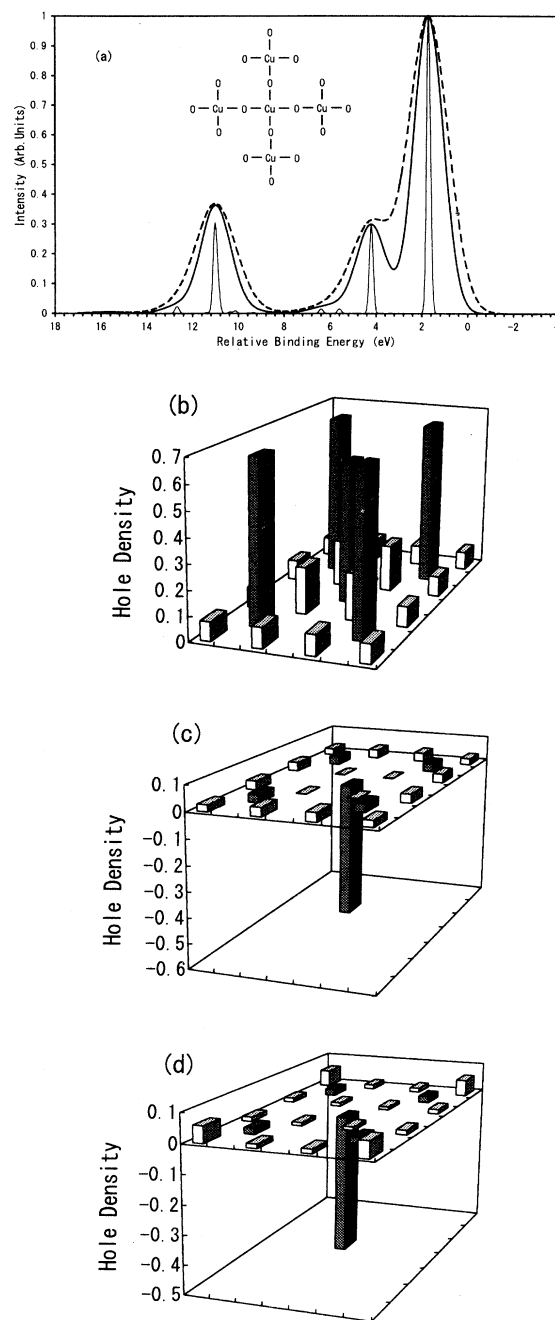 (a)
Intensity (Arb.Units)
1
0.9
0.8
0.7
0.6
0.5
0.4
0.3
0.2
0.1
0
O
O — Cu — O
O
O O O
Cu — O — Cu — O — Cu
O — Cu — O — Cu — O — Cu — O
O O O
O — Cu — O
O
18 16 14 12 10 8 6 4 2 0 -2 -4
Relative Binding Energy (eV)
(b)
Hole Density
0.7
0.6
0.5
0.4
0.3
0.2
0.1
0
(c)
Hole Density
0.1
0
-0.1
-0.2
-0.3
-0.4
-0.5
-0.6
(d)
Hole Density
0.1
0
-0.1
-0.2
-0.3
-0.4
-0.5